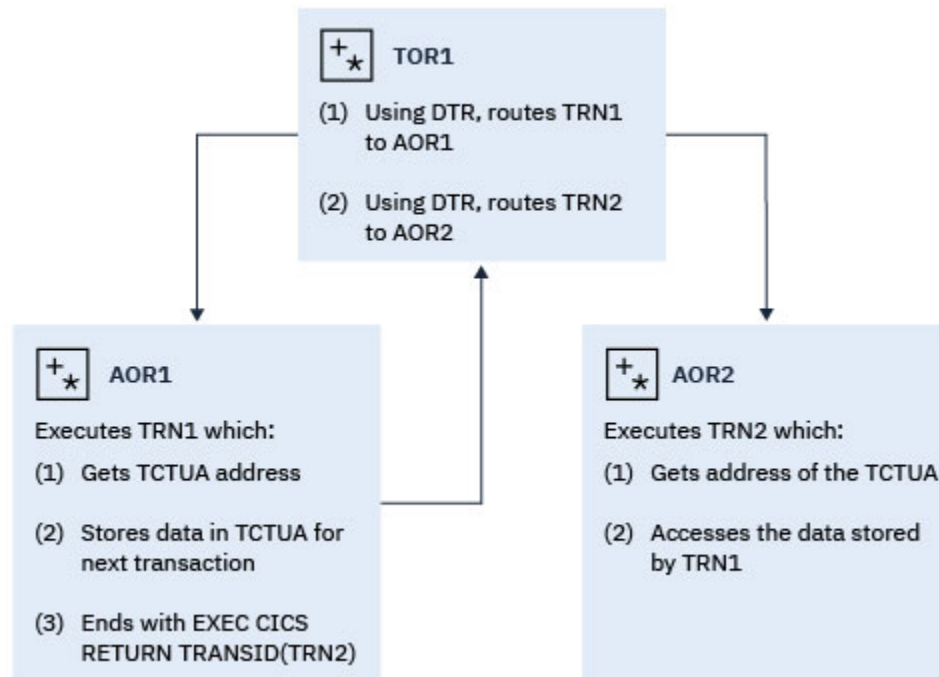 TOR1
(1) Using DTR, routes TRN1
to AOR1
(2) Using DTR, routes TRN2
to AOR2
AOR1
Executes TRN1 which:
(1) Gets TCTUA address
(2) Stores data in TCTUA for
next transaction
(3) Ends with EXEC CICS
RETURN TRANSID(TRN2)
AOR2
Executes TRN2 which:
(1) Gets address of the TCTUA
(2) Accesses the data stored
by TRN1